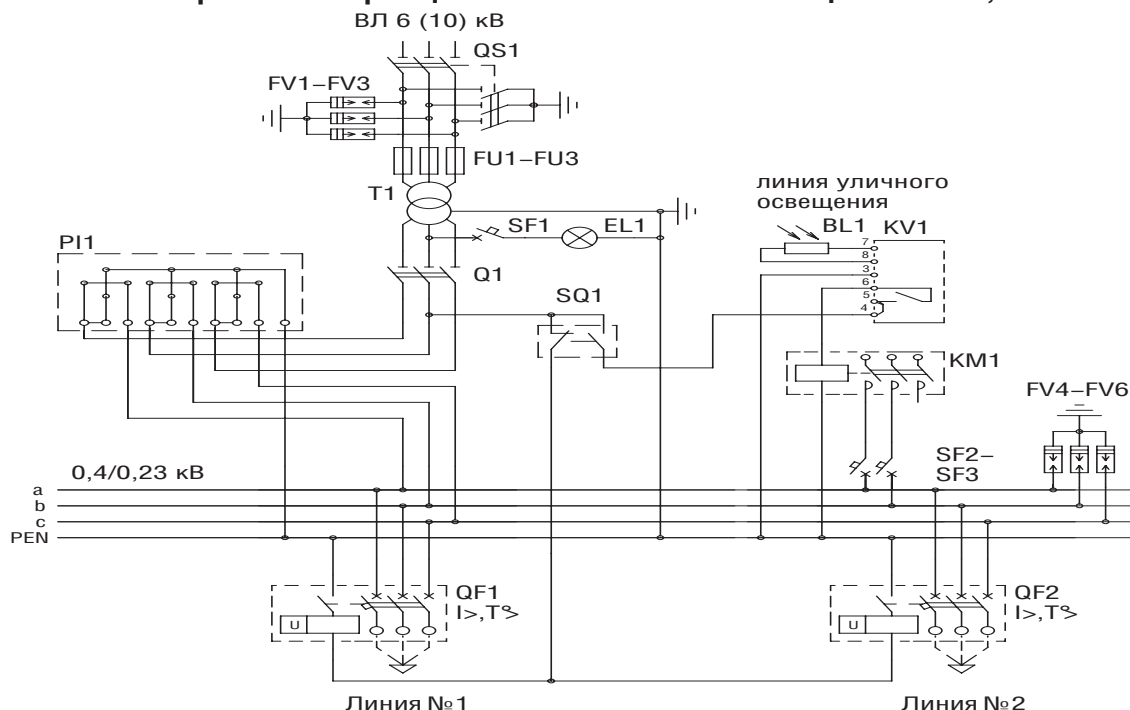 ВЛ 6 (10) кВ
QS1
FV1–FV3
FU1–FU3
T1
линия уличного
освещения
SF1
EL1
BL1
KV1
7
8
3
6
5
4
PI1
Q1
SQ1
KM1
FV4–FV6
SF2–
SF3
0,4/0,23 кВ
a
b
c
PEN
QF1
I>,T°>
U
QF2
I>,T°>
U
Линия №1
Линия №2